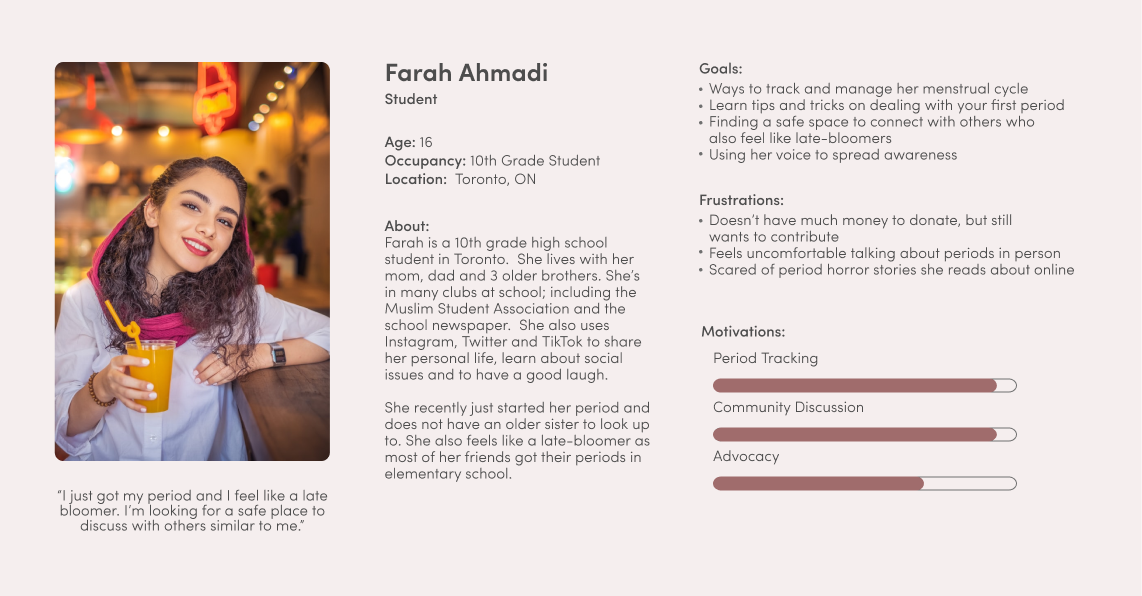 Farah Ahmadi
Student
Age: 16
Occupancy: 10th Grade Student
Location: Toronto, ON
About:
Farah is a 10th grade high school
student in Toronto. She lives with her
mom, dad and 3 older brothers. She’s
in many clubs at school; including the
Muslim Student Association and the
school newspaper. She also uses
Instagram, Twitter and TikTok to share
her personal life, learn about social
issues and to have a good laugh.
She recently just started her period and
does not have an older sister to look up
to. She also feels like a late-bloomer as
most of her friends got their periods in
elementary school.
“I just got my period and I feel like a late
bloomer. I’m looking for a safe place to
discuss with others similar to me.”
Goals:
• Ways to track and manage her menstrual cycle
• Learn tips and tricks on dealing with your first period
• Finding a safe space to connect with others who
also feel like late-bloomers
• Using her voice to spread awareness
Frustrations:
• Doesn’t have much money to donate, but still
wants to contribute
• Feels uncomfortable talking about periods in person
• Scared of period horror stories she reads about online
Motivations:
Period Tracking
Community Discussion
Advocacy